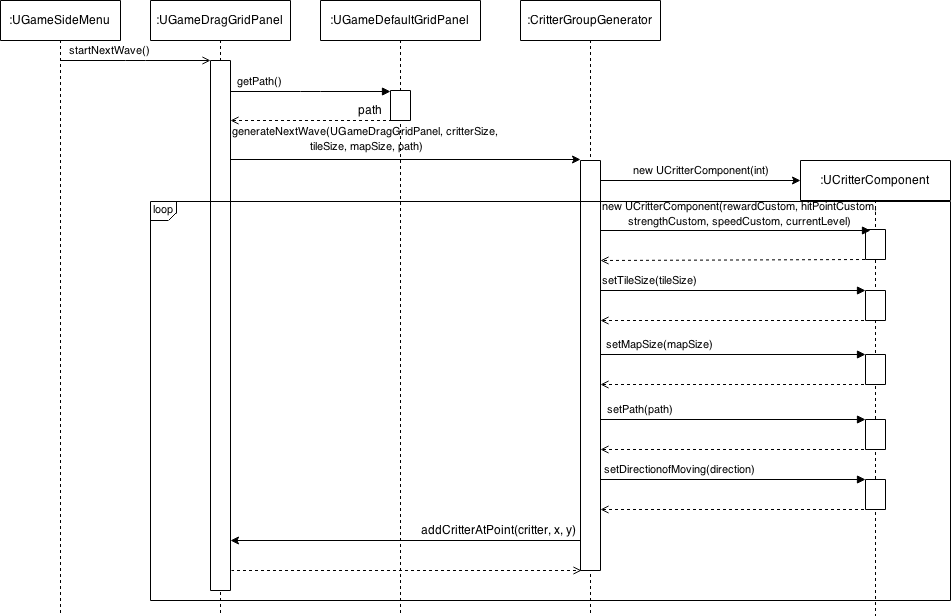 :UGameSideMenu
:UGameDragGridPanel
:UGameDefaultGridPanel
:CritterGroupGenerator
startNextWave()
getPath()
path
generateNextWave(UGameDragGridPanel, critterSize,
tileSize, mapSize, path)
new UCritterComponent(int)
:UCritterComponent
loop
new UCritterComponent(rewardCustom, hitPointCustom,
strengthCustom, speedCustom, currentLevel)
setTileSize(tileSize)
setMapSize(mapSize)
setPath(path)
setDirectionofMoving(direction)
addCritterAtPoint(critter, x, y)